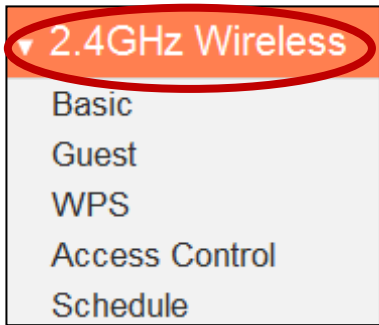 2.4GHz Wireless
Basic
Guest
WPS
Access Control
Schedule